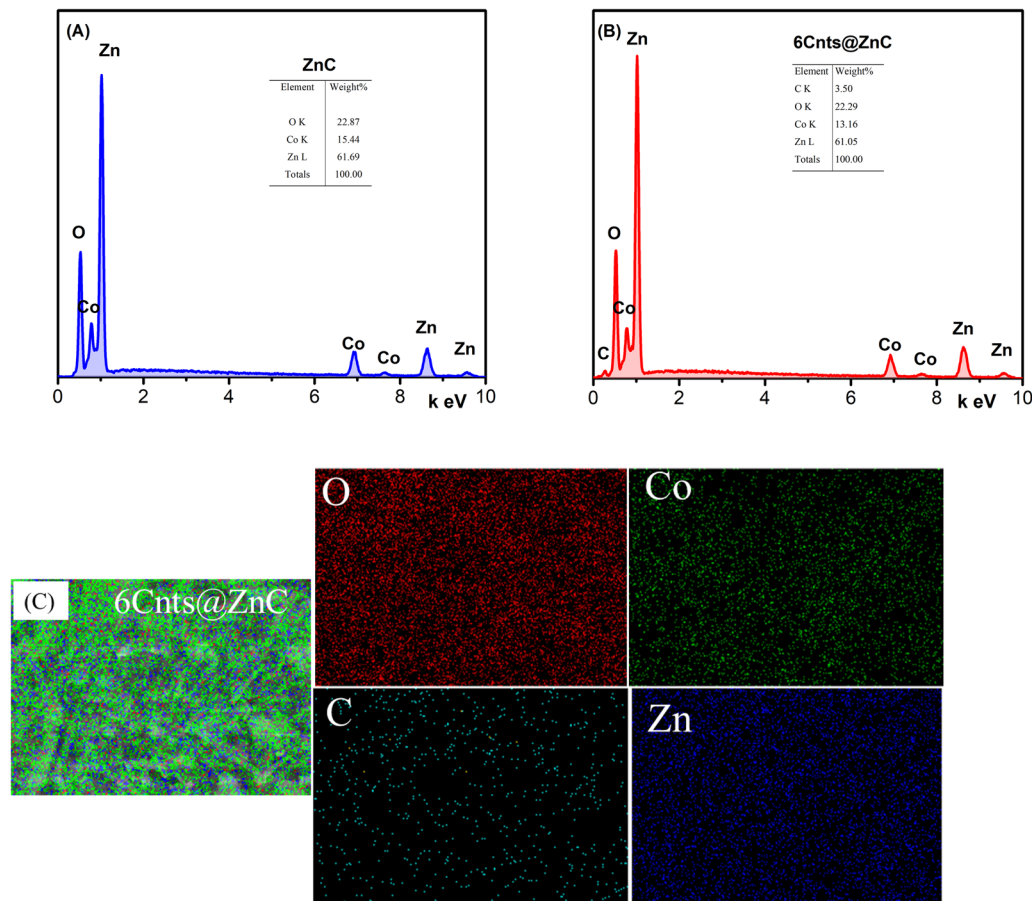 (A)
Zn
ZnC
Element Weight%
O K 22.87
Co K 15.44
Zn L 61.69
Totals 100.00
O
Co
Co
Co
Zn
Zn
0 2 4 6 8 10
k eV
(B)
Zn
6Cnts@ZnC
Element Weight%
C K 3.50
O K 22.29
Co K 13.16
Zn L 61.05
Totals 100.00
O
Co
C
Co
Co
Zn
Zn
0 2 4 6 8 10
k eV
(C) 6Cnts@ZnC
O
Co
C
Zn